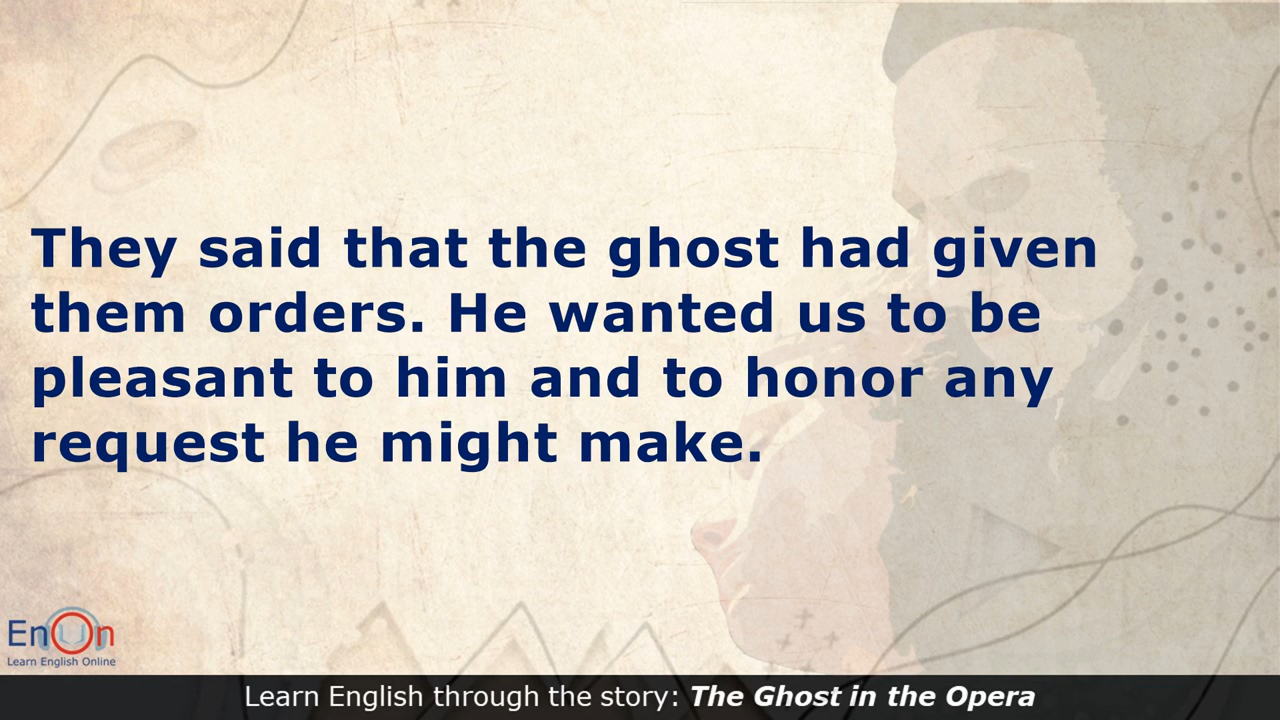 They said that the ghost had given
them orders. He wanted us to be
pleasant to him and to honor any
request he might make.
EnOn
Learn English Online
Learn English through the story: The Ghost in the Opera